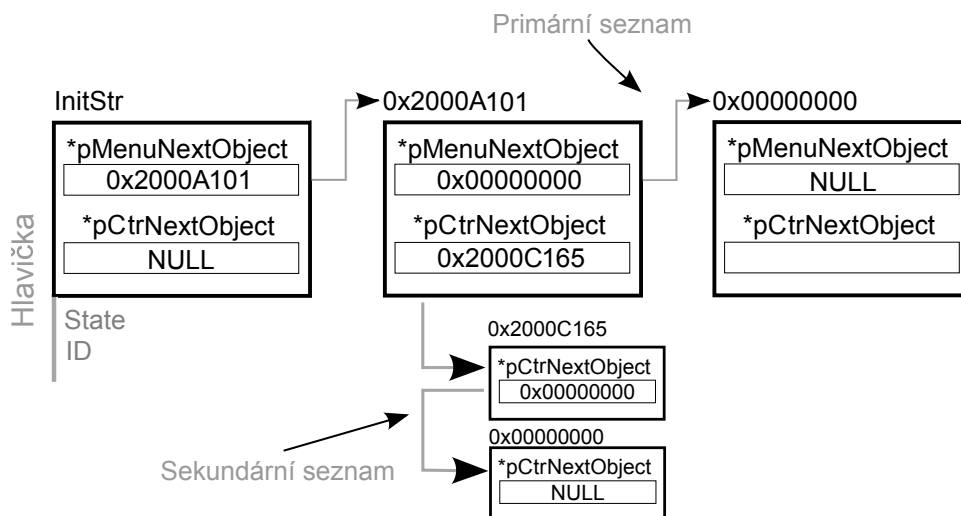 Primární seznam
InitStr
0x2000A101
0x00000000
*pMenuNextObject
0x2000A101
*pCtrNextObject
NULL
*pMenuNextObject
0x00000000
*pCtrNextObject
0x2000C165
*pMenuNextObject
NULL
*pCtrNextObject
Hlavička
State
ID
0x2000C165
*pCtrNextObject
0x00000000
0x00000000
*pCtrNextObject
NULL
Sekundární seznam